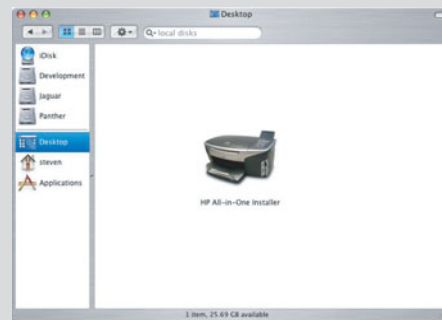 Desktop
local disks
iDisk
Development
Jaguar
Panther
Desktop
steven
Applications
HP All-in-One Installer
1 item, 25.69 GB available